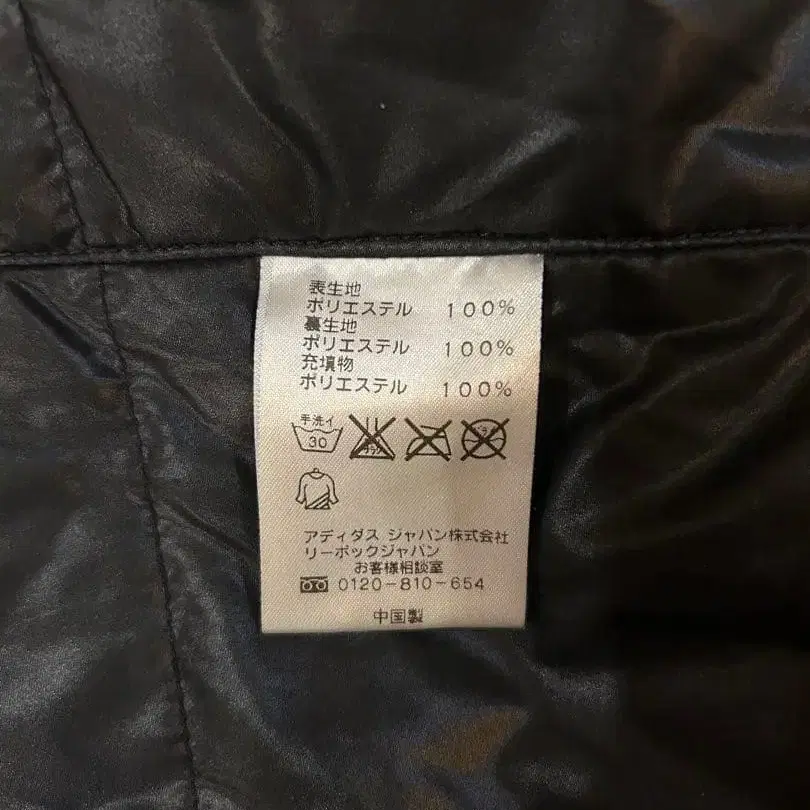 表生地
ポリエステル 100%
裏生地
ポリエステル 100%
充填物
ポリエステル 100%
手洗イ
30
アディダス ジャパン株式会社
リーボックジャパン
お客様相談室
0120-810-654
中国製